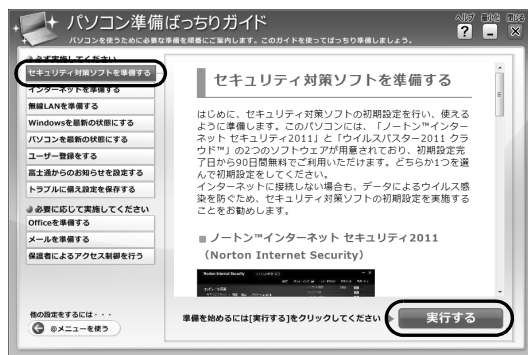 パソコン準備ばっちりガイド
パソコンを使うために必要な準備を順番にご案内します。このガイドを使ってばっちり準備しましょう。
ヘルプ 最小化 閉じる
必ず実施してください
セキュリティ対策ソフトを準備する
インターネットを準備する
無線LANを準備する
Windowsを最新の状態にする
パソコンを最新の状態にする
ユーザー登録をする
富士通からのお知らせを設定する
トラブルに備え設定を保存する
必要に応じて実施してください
Officeを準備する
メールを準備する
保護者によるアクセス制御を行う
他の設定をするには・・・
@メニューを使う
セキュリティ対策ソフトを準備する
はじめに、セキュリティ対策ソフトの初期設定を行い、使える
ように準備します。このパソコンには、「ノートン™インター
ネット セキュリティ2011」と「ウイルスバスター2011 クラ
ウド™」の2つのソフトウェアが用意されており、初期設定完
了日から90日間無料でご利用いただけます。どちらか1つを選
んで初期設定をしてください。
インターネットに接続しない場合も、データによるウイルス感
染を防ぐため、セキュリティ対策ソフトの初期設定を実施する
ことをお勧めします。
■ ノートン™インターネット セキュリティ2011
（Norton Internet Security）
Norton Internet Security
準備を始めるには[実行する]をクリックしてください
実行する